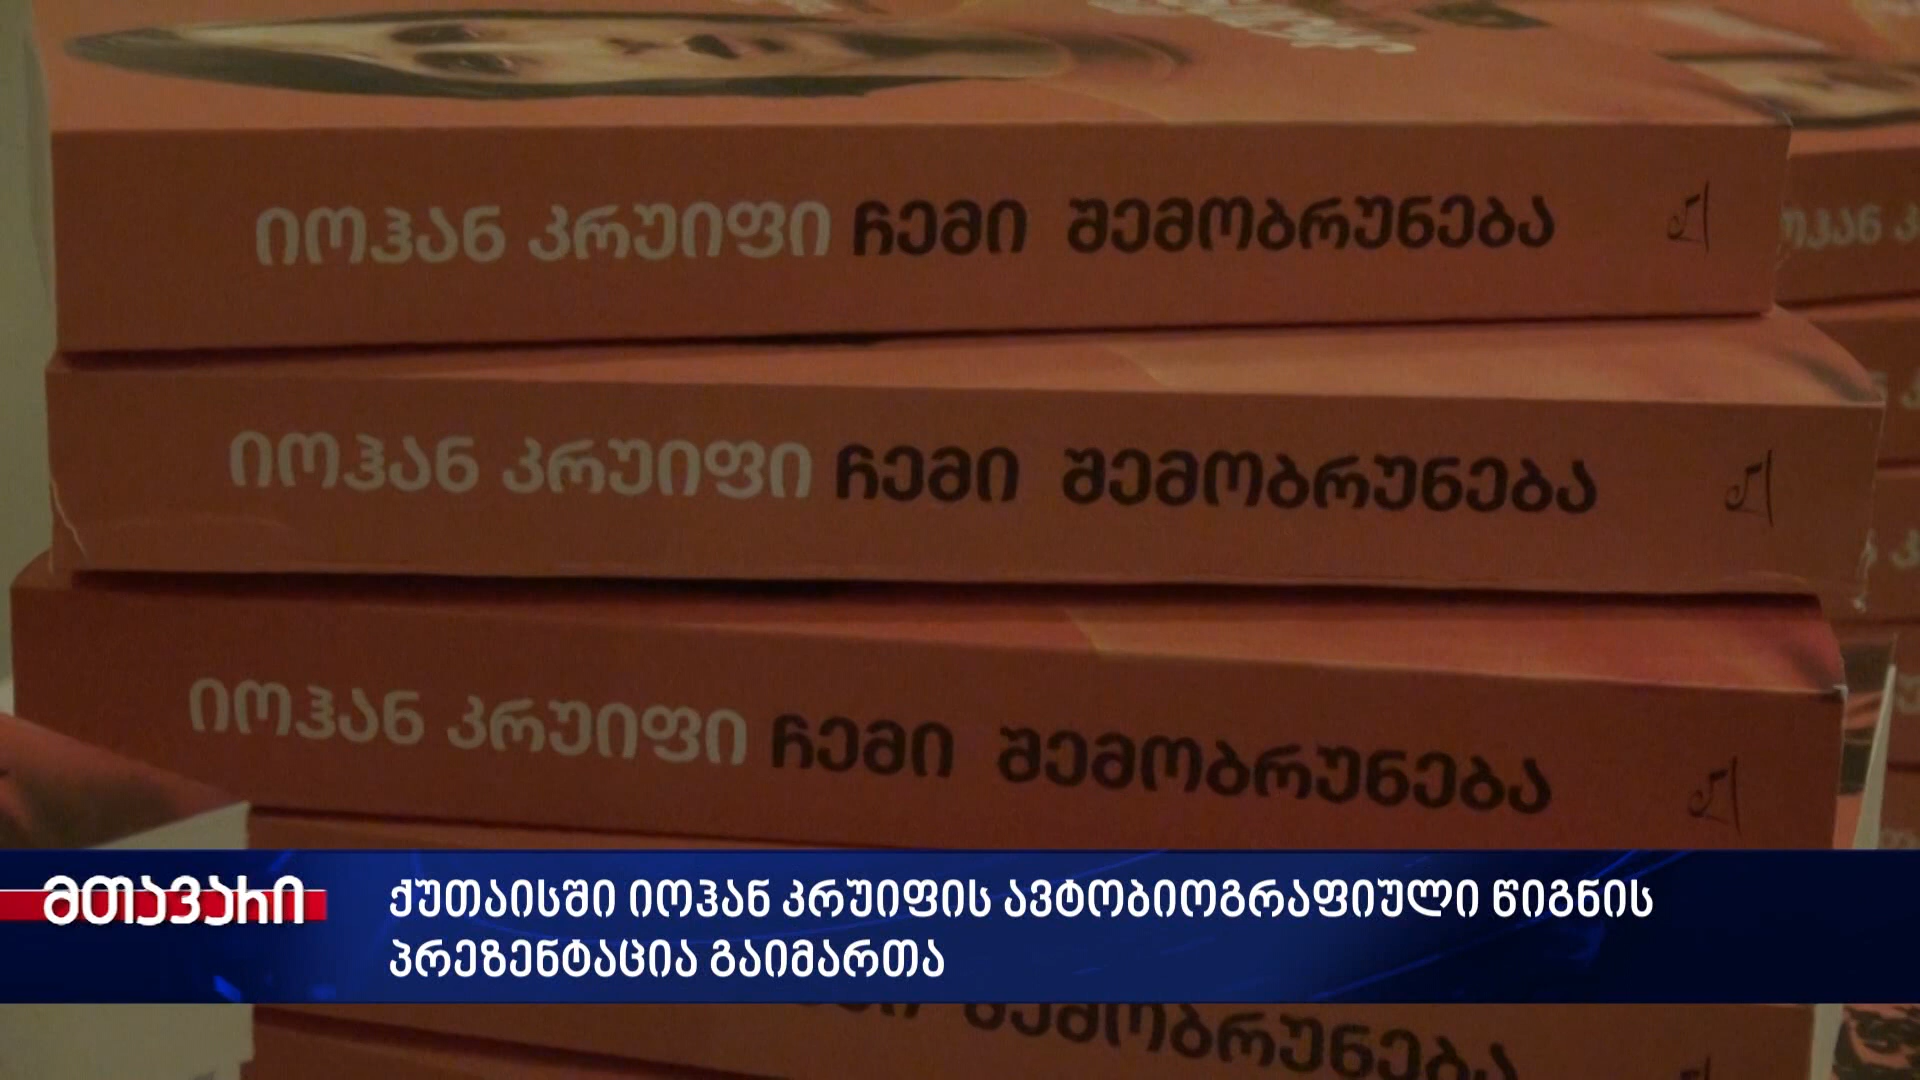 იოჰან კრუიფი ჩემი შემობრუნება
იოჰან კრუიფი ჩემი შემობრუნება
იოჰან კრუიფი ჩემი შემობრუნება
მთავარი
ქუთაისში იოჰან კრუიფის ავტობიოგრაფიული წიგნის
პრეზენტაცია გაიმართა
შემობრუნება